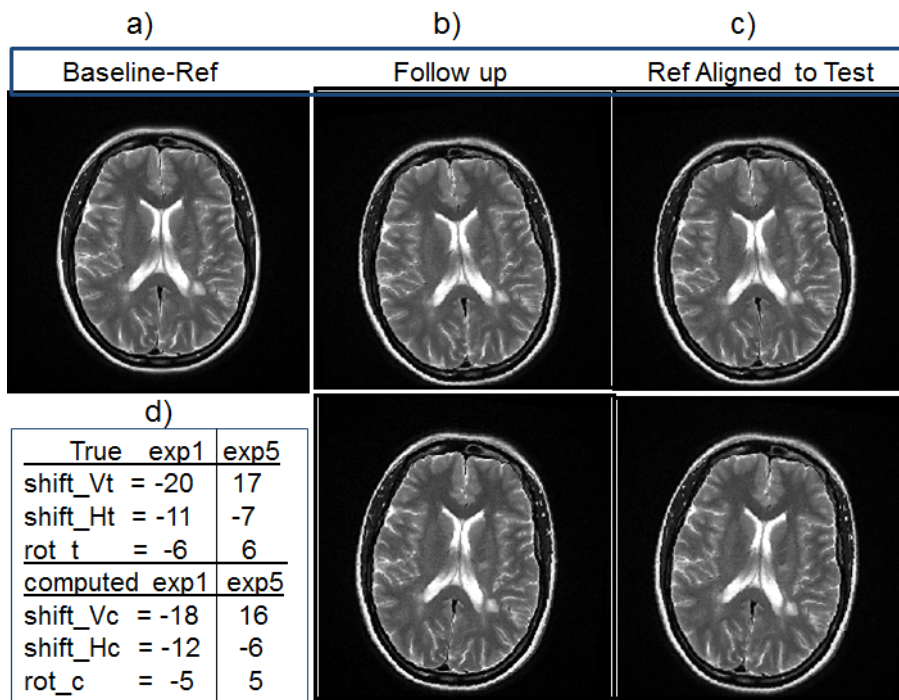 a) b) c)
Baseline-Ref Follow up Ref Aligned to Test
d)
True exp1 exp5
shift_Vt = -20 17
shift_Ht = -11 -7
rot_t = -6 6
computed exp1 exp5
shift_Vc = -18 16
shift_Hc = -12 -6
rot_c = -5 5